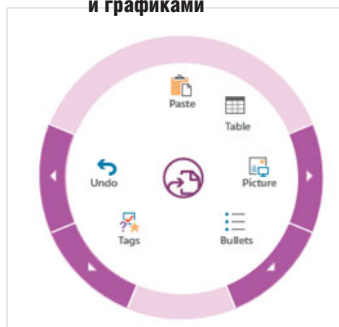 и графиками
Paste
Table
Undo
Picture
Tags
Bullets